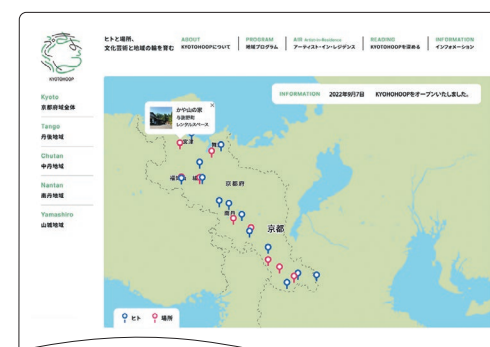 KYOTOHOOP
ヒトと場所、
文化芸術と地域の輪を育む
ABOUT
KYOTOHOOPについて
PROGRAM
地域プログラム
AIR Artist in Residence
アーティスト・イン・レジデンス
READING
KYOTOHOOPを深める
INFORMATION
インフォメーション
Kyoto
京都府域全体
Tango
丹後地域
Chutan
中丹地域
Nantan
南丹地域
Yamashiro
山城地域
INFORMATION 2022年9月7日 KYOHOHOOPをオープンいたしました。
かや山の家
与謝野町
レンタルスペース
宮津
京都府
南丹
京都
ヒト 場所